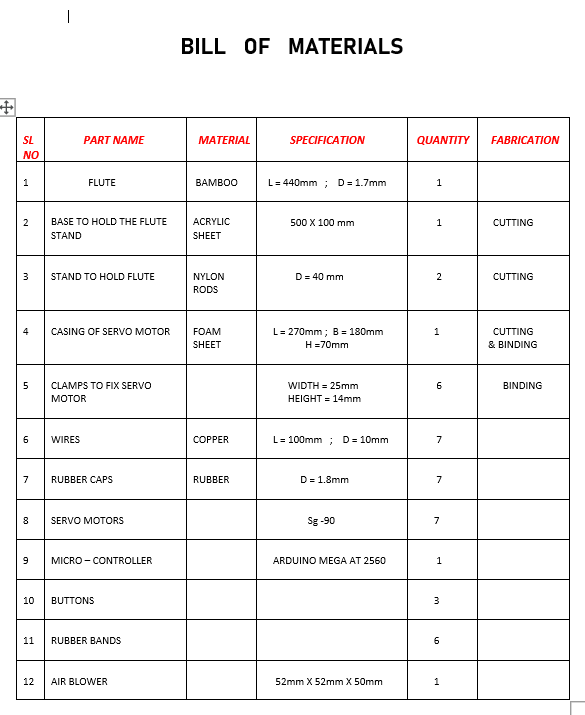 BILL OF MATERIALS
SL NO PART NAME MATERIAL SPECIFICATION QUANTITY FABRICATION
1 FLUTE BAMBOO L = 440mm ; D = 1.7mm 1
2 BASE TO HOLD THE FLUTE STAND ACRYLIC SHEET 500 X 100 mm 1 CUTTING
3 STAND TO HOLD FLUTE NYLON RODS D = 40 mm 2 CUTTING
4 CASING OF SERVO MOTOR FOAM SHEET L = 270mm ; B = 180mm H =70mm 1 CUTTING & BINDING
5 CLAMPS TO FIX SERVO MOTOR WIDTH = 25mm HEIGHT = 14mm 6 BINDING
6 WIRES COPPER L = 100mm ; D = 10mm 7
7 RUBBER CAPS RUBBER D = 1.8mm 7
8 SERVO MOTORS Sg -90 7
9 MICRO – CONTROLLER ARDUINO MEGA AT 2560 1
10 BUTTONS 3
11 RUBBER BANDS 6
12 AIR BLOWER 52mm X 52mm X 50mm 1